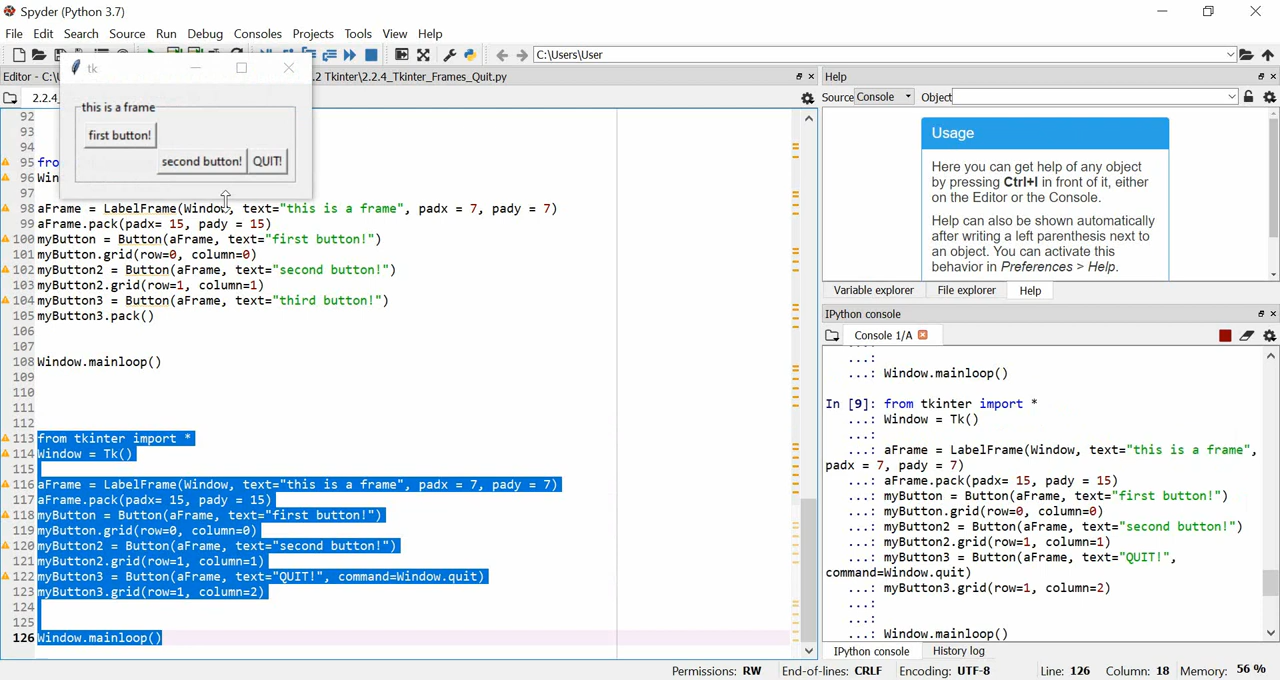 Spyder (Python 3.7)
File Edit Search Source Run Debug Consoles Projects Tools View Help
C:\Users\User
Editor - C:\
.2 Tkinter\2.2.4_Tkinter_Frames_Quit.py
Help
2.2.4_
Source Console Object
tk
this is a frame
first button!
second button! QUIT!
92
93
94
95 fro
96 Win
97
98 aFrame = LabelFrame(Window, text="this is a frame", padx = 7, pady = 7)
99 aFrame.pack(padx= 15, pady = 15)
100 myButton = Button(aFrame, text="first button!")
101 myButton.grid(row=0, column=0)
102 myButton2 = Button(aFrame, text="second button!")
103 myButton2.grid(row=1, column=1)
104 myButton3 = Button(aFrame, text="third button!")
105 myButton3.pack()
106
107
108 Window.mainloop()
109
110
111
112
113 from tkinter import *
114 Window = Tk()
115
116 aFrame = LabelFrame(Window, text="this is a frame", padx = 7, pady = 7)
117 aFrame.pack(padx= 15, pady = 15)
118 myButton = Button(aFrame, text="first button!")
119 myButton.grid(row=0, column=0)
120 myButton2 = Button(aFrame, text="second button!")
121 myButton2.grid(row=1, column=1)
122 myButton3 = Button(aFrame, text="QUIT!", command=Window.quit)
123 myButton3.grid(row=1, column=2)
124
125
126 Window.mainloop()
Usage
Here you can get help of any object
by pressing Ctrl+I in front of it, either
on the Editor or the Console.
Help can also be shown automatically
after writing a left parenthesis next to
an object. You can activate this
behavior in Preferences > Help.
Variable explorer File explorer Help
IPython console
Console 1/A
...:
...: Window.mainloop()
In [9]: from tkinter import *
...: Window = Tk()
...:
...: aFrame = LabelFrame(Window, text="this is a frame",
padx = 7, pady = 7)
...: aFrame.pack(padx= 15, pady = 15)
...: myButton = Button(aFrame, text="first button!")
...: myButton.grid(row=0, column=0)
...: myButton2 = Button(aFrame, text="second button!")
...: myButton2.grid(row=1, column=1)
...: myButton3 = Button(aFrame, text="QUIT!",
command=Window.quit)
...: myButton3.grid(row=1, column=2)
...:
...:
...: Window.mainloop()
IPython console History log
Permissions: RW End-of-lines: CRLF Encoding: UTF-8 Line: 126 Column: 18 Memory: 56 %